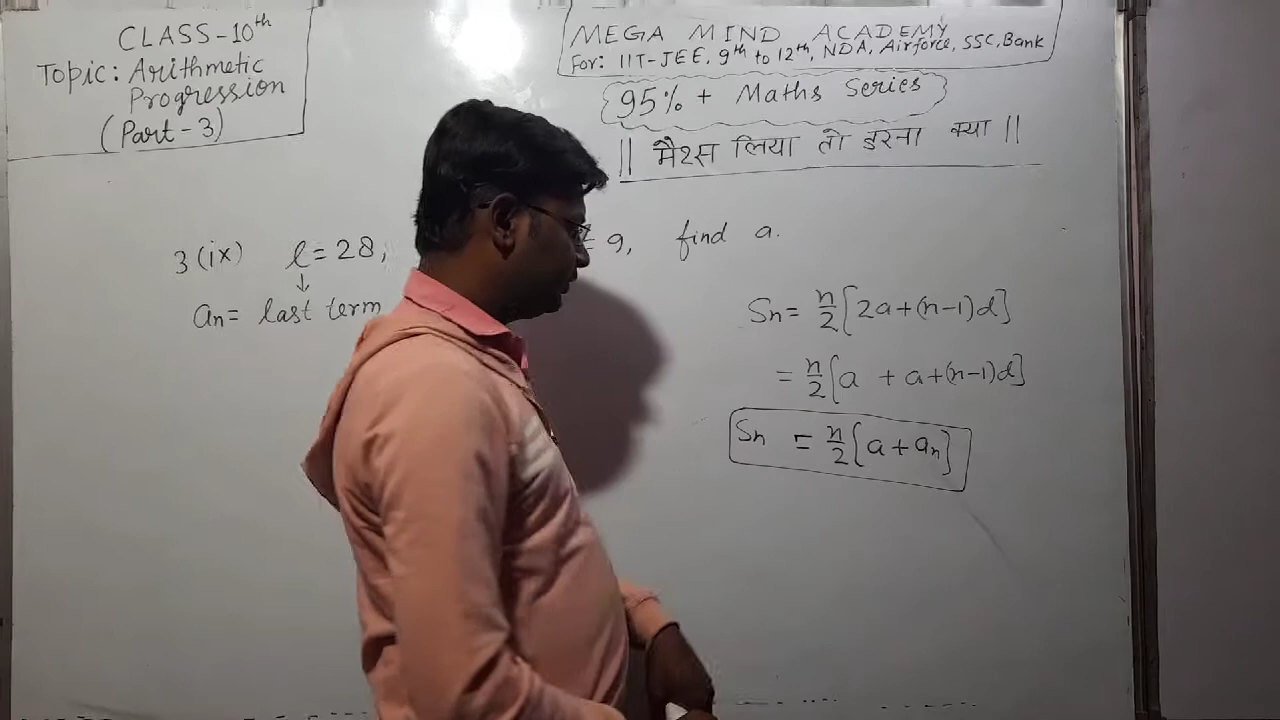 CLASS-10th
Topic: Arithmetic
Progression
(Part-3)
MEGA MIND ACADEMY
For: IIT-JEE, 9th to 12th, NDA, Airforce, SSC, Bank
95% + Maths Series
|| मैथ्स लिया तो डरना क्या ||
3(ix) l=28, = 9, find a.
an= last term
Sn= n/2[2a+(n-1)d]
= n/2[a + a+(n-1)d]
Sn = n/2[a+an]